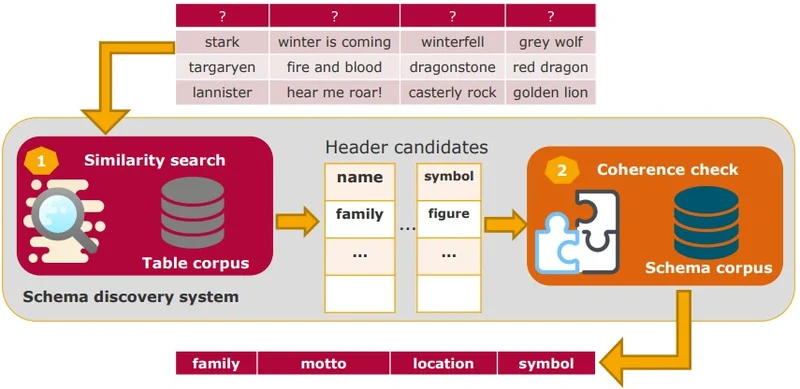 ? ? ? ?
stark winter is coming winterfell grey wolf
targaryen fire and blood dragonstone red dragon
lannister hear me roar! casterly rock golden lion
1 Similarity search
Table corpus
Schema discovery system
Header candidates
name symbol
family ... figure
... ...
2 Coherence check
Schema corpus
family motto location symbol